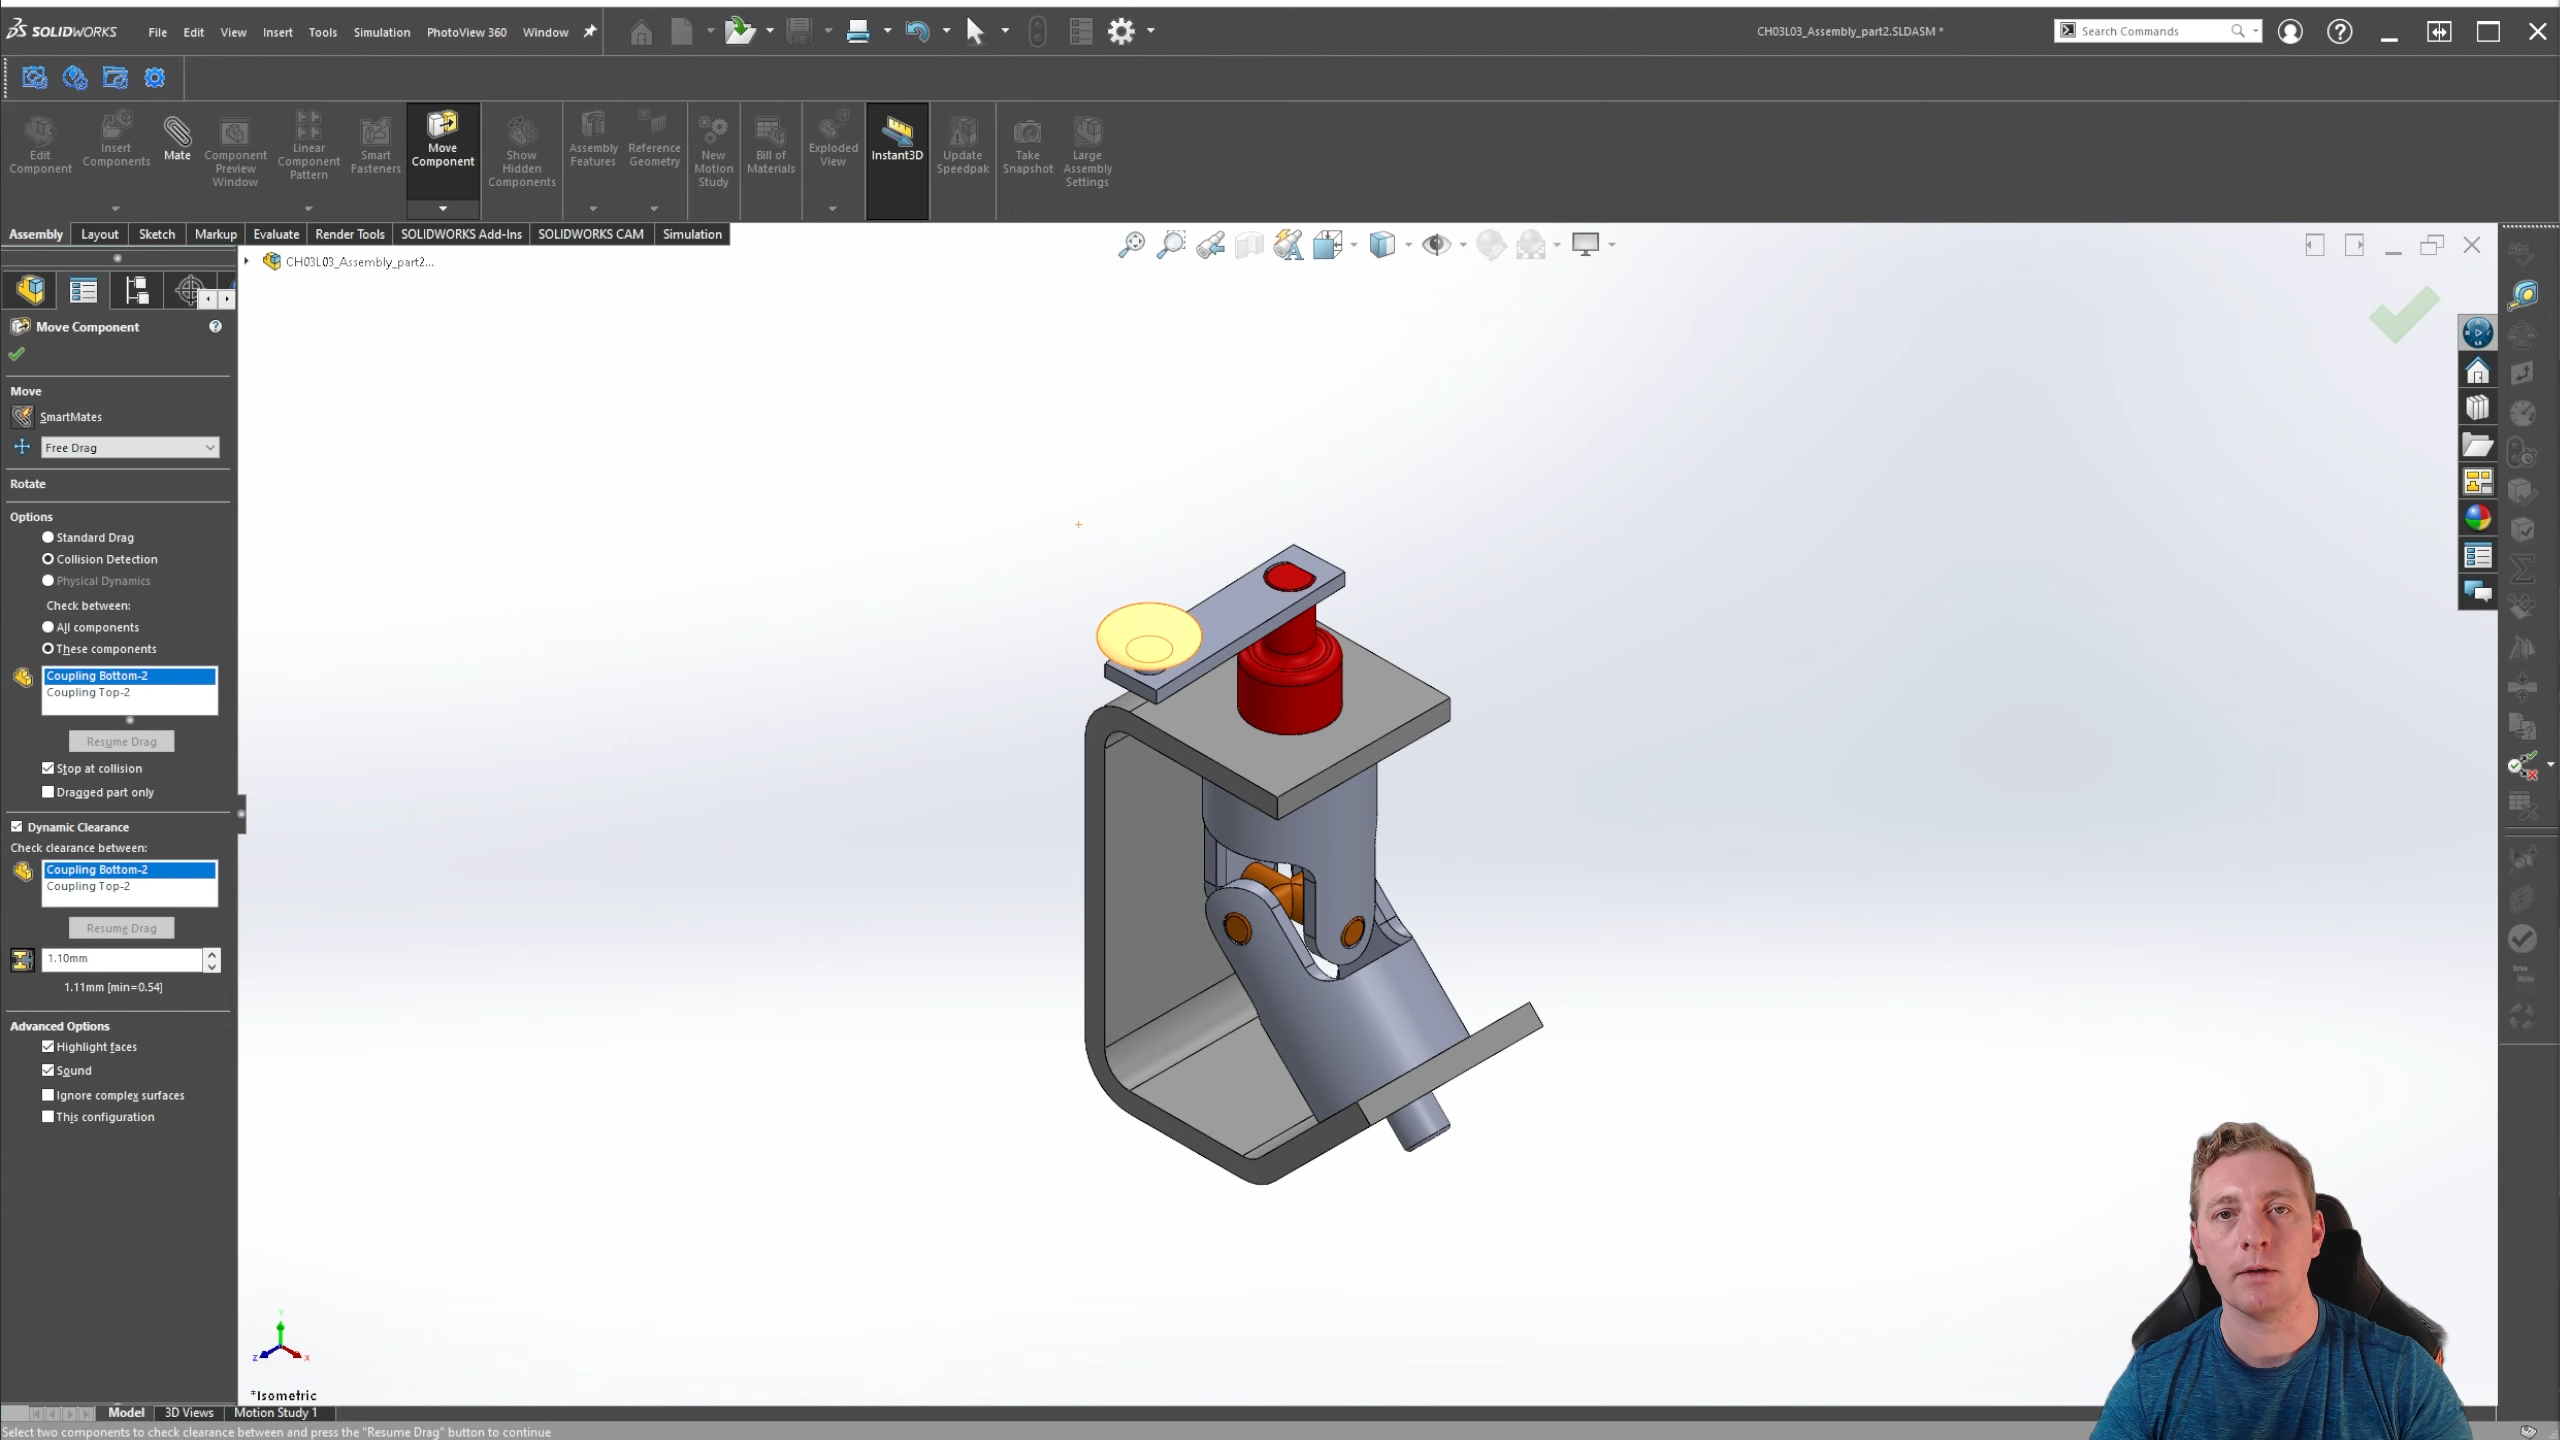 SOLIDWORKS File Edit View Insert Tools Simulation PhotoView 360 Window CH03L03_Assembly_part2.SLDASM * Search Commands
Edit Component
Insert Components
Mate
Component Preview Window
Linear Component Pattern
Smart Fasteners
Move Component
Show Hidden Components
Assembly Features
Reference Geometry
New Motion Study
Bill of Materials
Exploded View
Instant3D
Update Speedpak
Take Snapshot
Large Assembly Settings
Assembly Layout Sketch Markup Evaluate Render Tools SOLIDWORKS Add-Ins SOLIDWORKS CAM Simulation
CH03L03_Assembly_part2...
Move Component
Move
SmartMates
Free Drag
Rotate
Options
Standard Drag
Collision Detection
Physical Dynamics
Check between:
All components
These components
Coupling Bottom-2
Coupling Top-2
Resume Drag
Stop at collision
Dragged part only
Dynamic Clearance
Check clearance between:
Coupling Bottom-2
Coupling Top-2
Resume Drag
1.10mm
1.11mm [min=0.54]
Advanced Options
Highlight faces
Sound
Ignore complex surfaces
This configuration
Y
Z X
*Isometric
Model 3D Views Motion Study 1
Select two components to check clearance between and press the "Resume Drag" button to continue